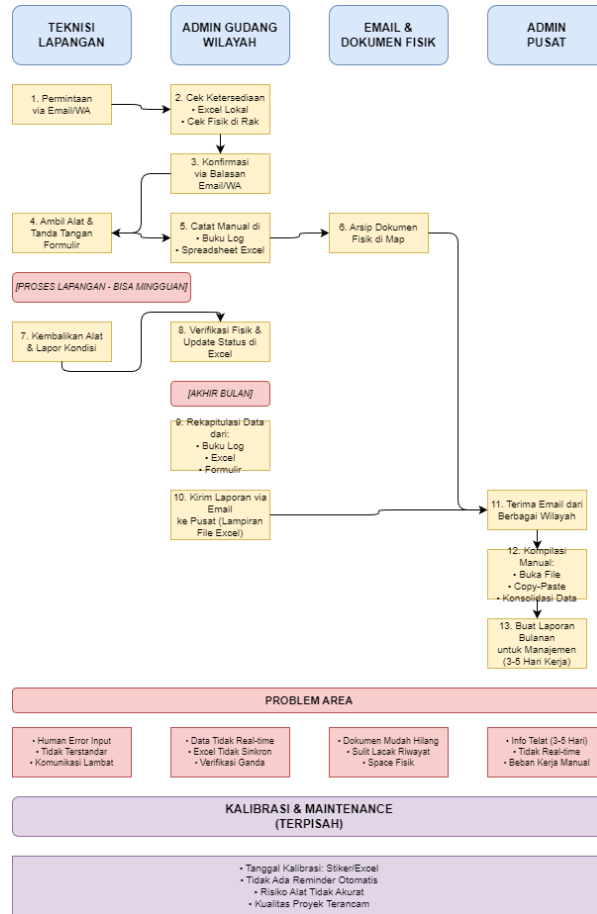 TEKNISI
LAPANGAN
ADMIN GUDANG
WILAYAH
EMAIL &
DOKUMEN FISIK
ADMIN
PUSAT
1. Permintaan
via Email/WA
2. Cek Ketersediaan
• Excel Lokal
• Cek Fisik di Rak
3. Konfirmasi
via Balasan
Email/WA
4. Ambil Alat &
Tanda Tangan
Formulir
5. Catat Manual di
• Buku Log
• Spreadsheet Excel
6. Arsip Dokumen
Fisik di Map
[PROSES LAPANGAN - BISA MINGGUAN]
7. Kembalikan Alat
& Lapor Kondisi
8. Verifikasi Fisik &
Update Status di
Excel
[AKHIR BULAN]
9. Rekapitulasi Data
dari:
• Buku Log
• Excel
• Formulir
10. Kirim Laporan via
Email
ke Pusat (Lampiran
File Excel)
11. Terima Email dari
Berbagai Wilayah
12. Kompilasi
Manual:
• Buka File
• Copy-Paste
• Konsolidasi Data
13. Buat Laporan
Bulanan
untuk Manajemen
(3-5 Hari Kerja)
PROBLEM AREA
• Human Error Input
• Tidak Terstandar
• Komunikasi Lambat
• Data Tidak Real-time
• Excel Tidak Sinkron
• Verifikasi Ganda
• Dokumen Mudah Hilang
• Sulit Lacak Riwayat
• Space Fisik
• Info Telat (3-5 Hari)
• Tidak Real-time
• Beban Kerja Manual
KALIBRASI & MAINTENANCE
(TERPISAH)
• Tanggal Kalibrasi: Stiker/Excel
• Tidak Ada Reminder Otomatis
• Risiko Alat Tidak Akurat
• Kualitas Proyek Terancam